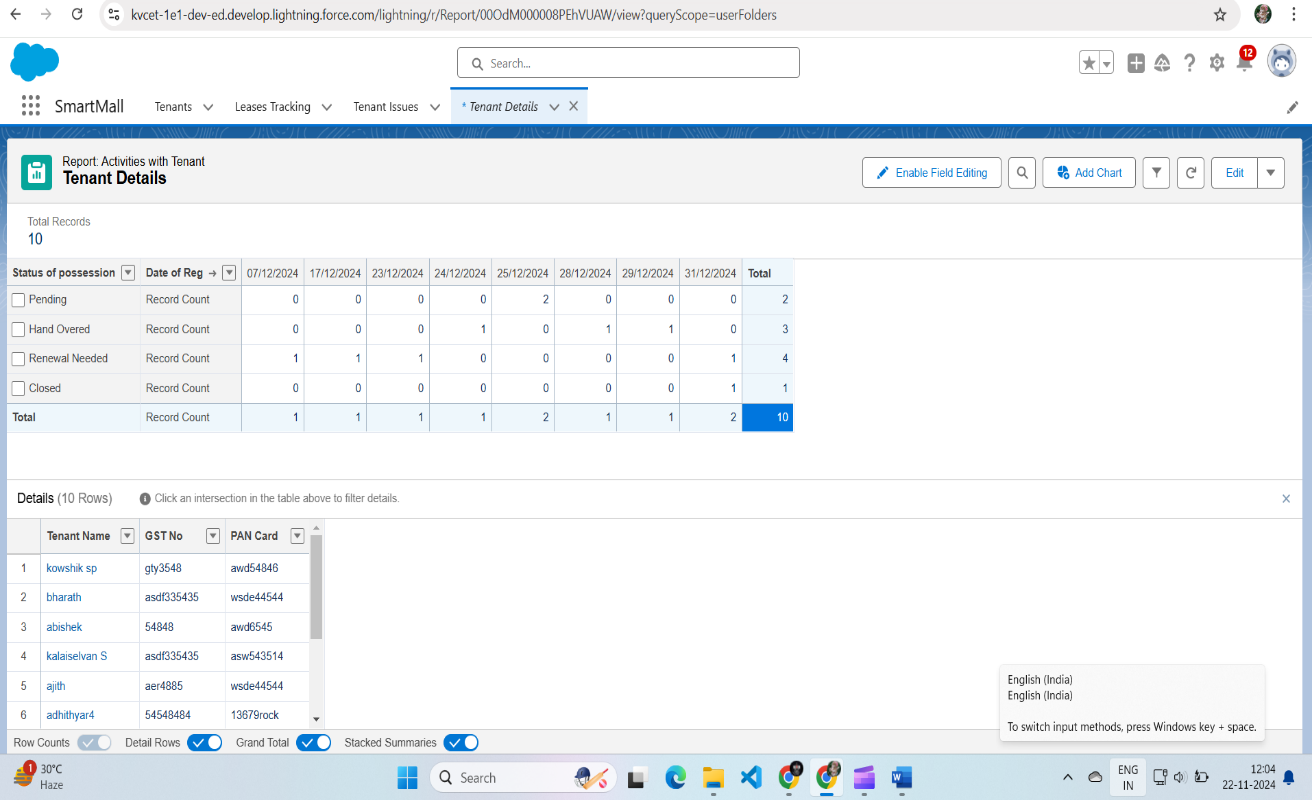 kvcet-1e1-dev-ed.develop.lightning.force.com/lightning/r/Report/00OdM000008PEhVUAW/view?queryScope=userFolders
Search...
12
SmartMall Tenants Leases Tracking Tenant Issues * Tenant Details
Report: Activities with Tenant
Tenant Details
Enable Field Editing Add Chart Edit
Total Records
10
Status of possession Date of Reg → 07/12/2024 17/12/2024 23/12/2024 24/12/2024 25/12/2024 28/12/2024 29/12/2024 31/12/2024 Total
Pending Record Count 0 0 0 0 2 0 0 0 2
Hand Overed Record Count 0 0 0 1 0 1 1 0 3
Renewal Needed Record Count 1 1 1 0 0 0 0 1 4
Closed Record Count 0 0 0 0 0 0 0 1 1
Total Record Count 1 1 1 1 2 1 1 2 10
Details (10 Rows) Click an intersection in the table above to filter details.
Tenant Name GST No PAN Card
1 kowshik sp gty3548 awd54846
2 bharath asdf335435 wsde44544
3 abishek 54848 awd6545
4 kalaiselvan S asdf335435 asw543514
5 ajith aer4885 wsde44544
6 adhithyar4 54548484 13679rock
English (India)
English (India)
To switch input methods, press Windows key + space.
Row Counts Detail Rows Grand Total Stacked Summaries
1 30°C
Haze
Search
ENG
IN
12:04
22-11-2024